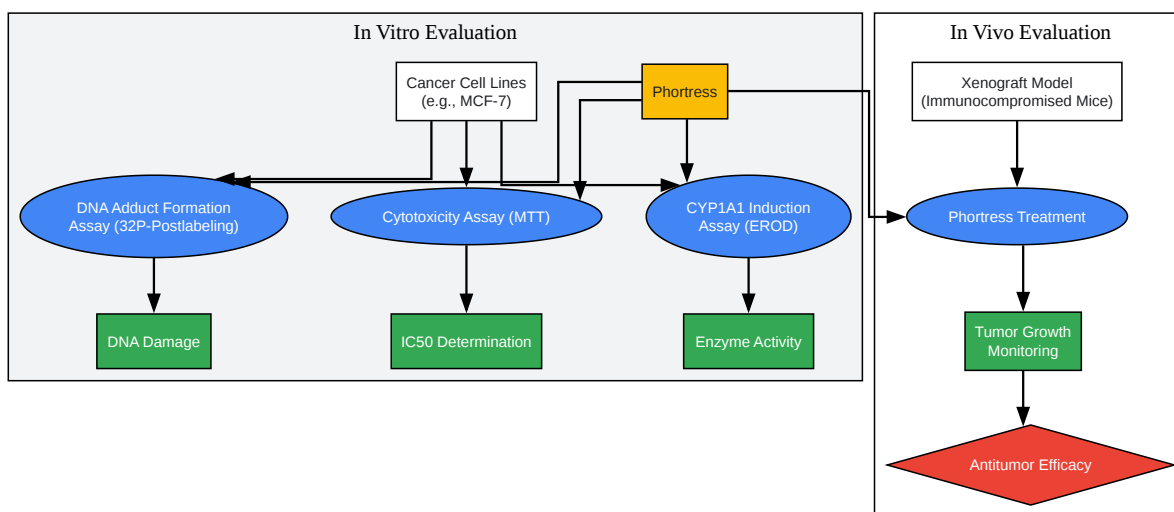 In Vitro Evaluation
In Vivo Evaluation
Cancer Cell Lines
(e.g., MCF-7)
Phortress
Xenograft Model
(Immunocompromised Mice)
DNA Adduct Formation
Assay (32P-Postlabeling)
Cytotoxicity Assay (MTT)
CYP1A1 Induction
Assay (EROD)
Phortress Treatment
DNA Damage
IC50 Determination
Enzyme Activity
Tumor Growth
Monitoring
Antitumor Efficacy